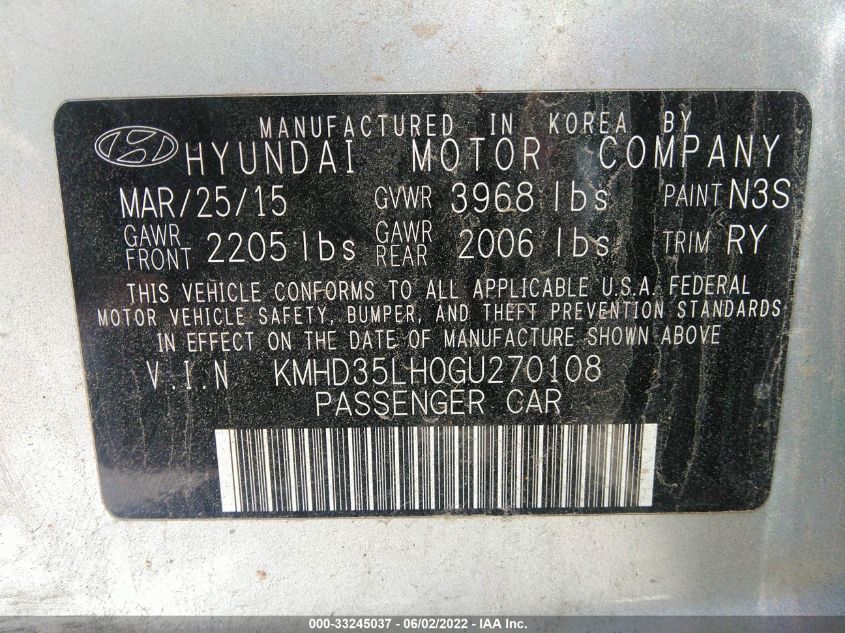 MANUFACTURED IN KOREA BY
HYUNDAI MOTOR COMPANY
MAR/25/15 GVWR 3968 lbs PAINT N3S
GAWR FRONT 2205 lbs GAWR REAR 2006 lbs TRIM RY
THIS VEHICLE CONFORMS TO ALL APPLICABLE U.S.A. FEDERAL
MOTOR VEHICLE SAFETY, BUMPER, AND THEFT PREVENTION STANDARDS
IN EFFECT ON THE DATE OF MANUFACTURE SHOWN ABOVE
V.I.N KMHD35LH0GU270108
PASSENGER CAR
000-33245037 - 06/02/2022 - IAA Inc.